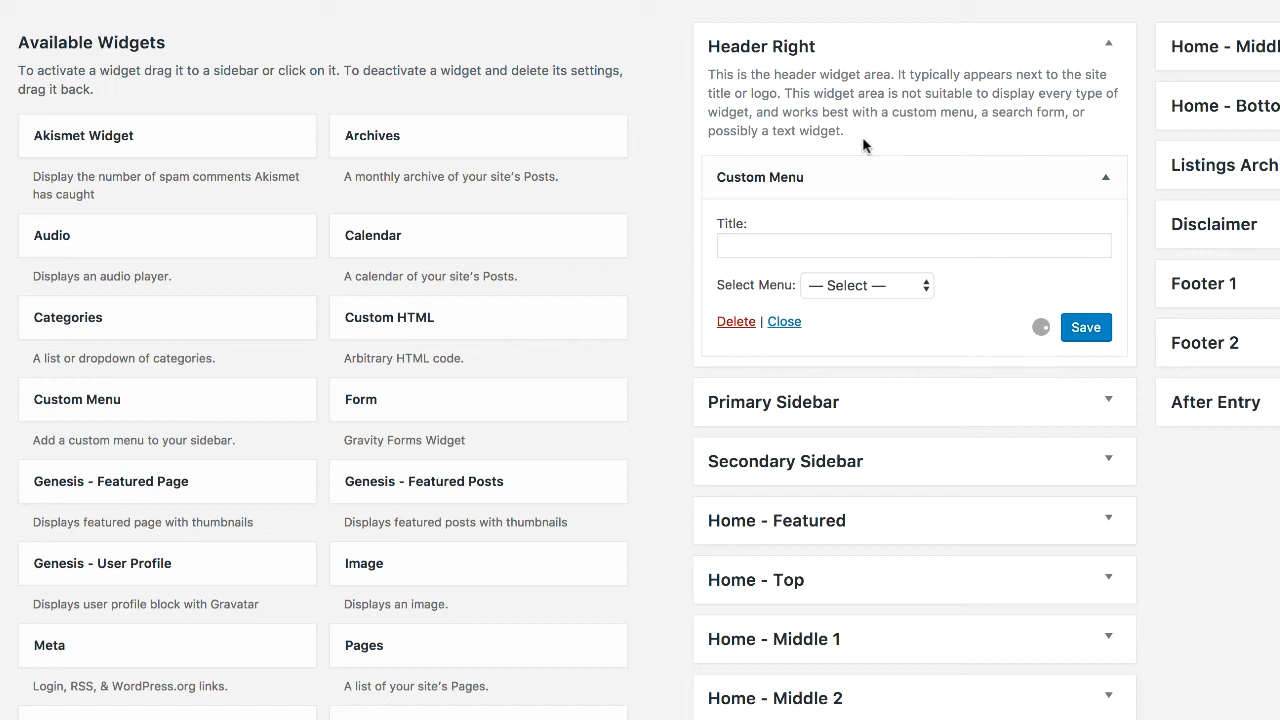 Available Widgets
To activate a widget drag it to a sidebar or click on it. To deactivate a widget and delete its settings,
drag it back.
Akismet Widget
Display the number of spam comments Akismet
has caught
Archives
A monthly archive of your site's Posts.
Audio
Displays an audio player.
Calendar
A calendar of your site's Posts.
Categories
A list or dropdown of categories.
Custom HTML
Arbitrary HTML code.
Custom Menu
Add a custom menu to your sidebar.
Form
Gravity Forms Widget
Genesis - Featured Page
Displays featured page with thumbnails
Genesis - Featured Posts
Displays featured posts with thumbnails
Genesis - User Profile
Displays user profile block with Gravatar
Image
Displays an image.
Meta
Login, RSS, & WordPress.org links.
Pages
A list of your site's Pages.
Header Right
This is the header widget area. It typically appears next to the site
title or logo. This widget area is not suitable to display every type of
widget, and works best with a custom menu, a search form, or
possibly a text widget.
Custom Menu
Title:
Select Menu: — Select —
Delete | Close
Save
Primary Sidebar
Secondary Sidebar
Home - Featured
Home - Top
Home - Middle 1
Home - Middle 2
Home - Middl
Home - Botto
Listings Arch
Disclaimer
Footer 1
Footer 2
After Entry